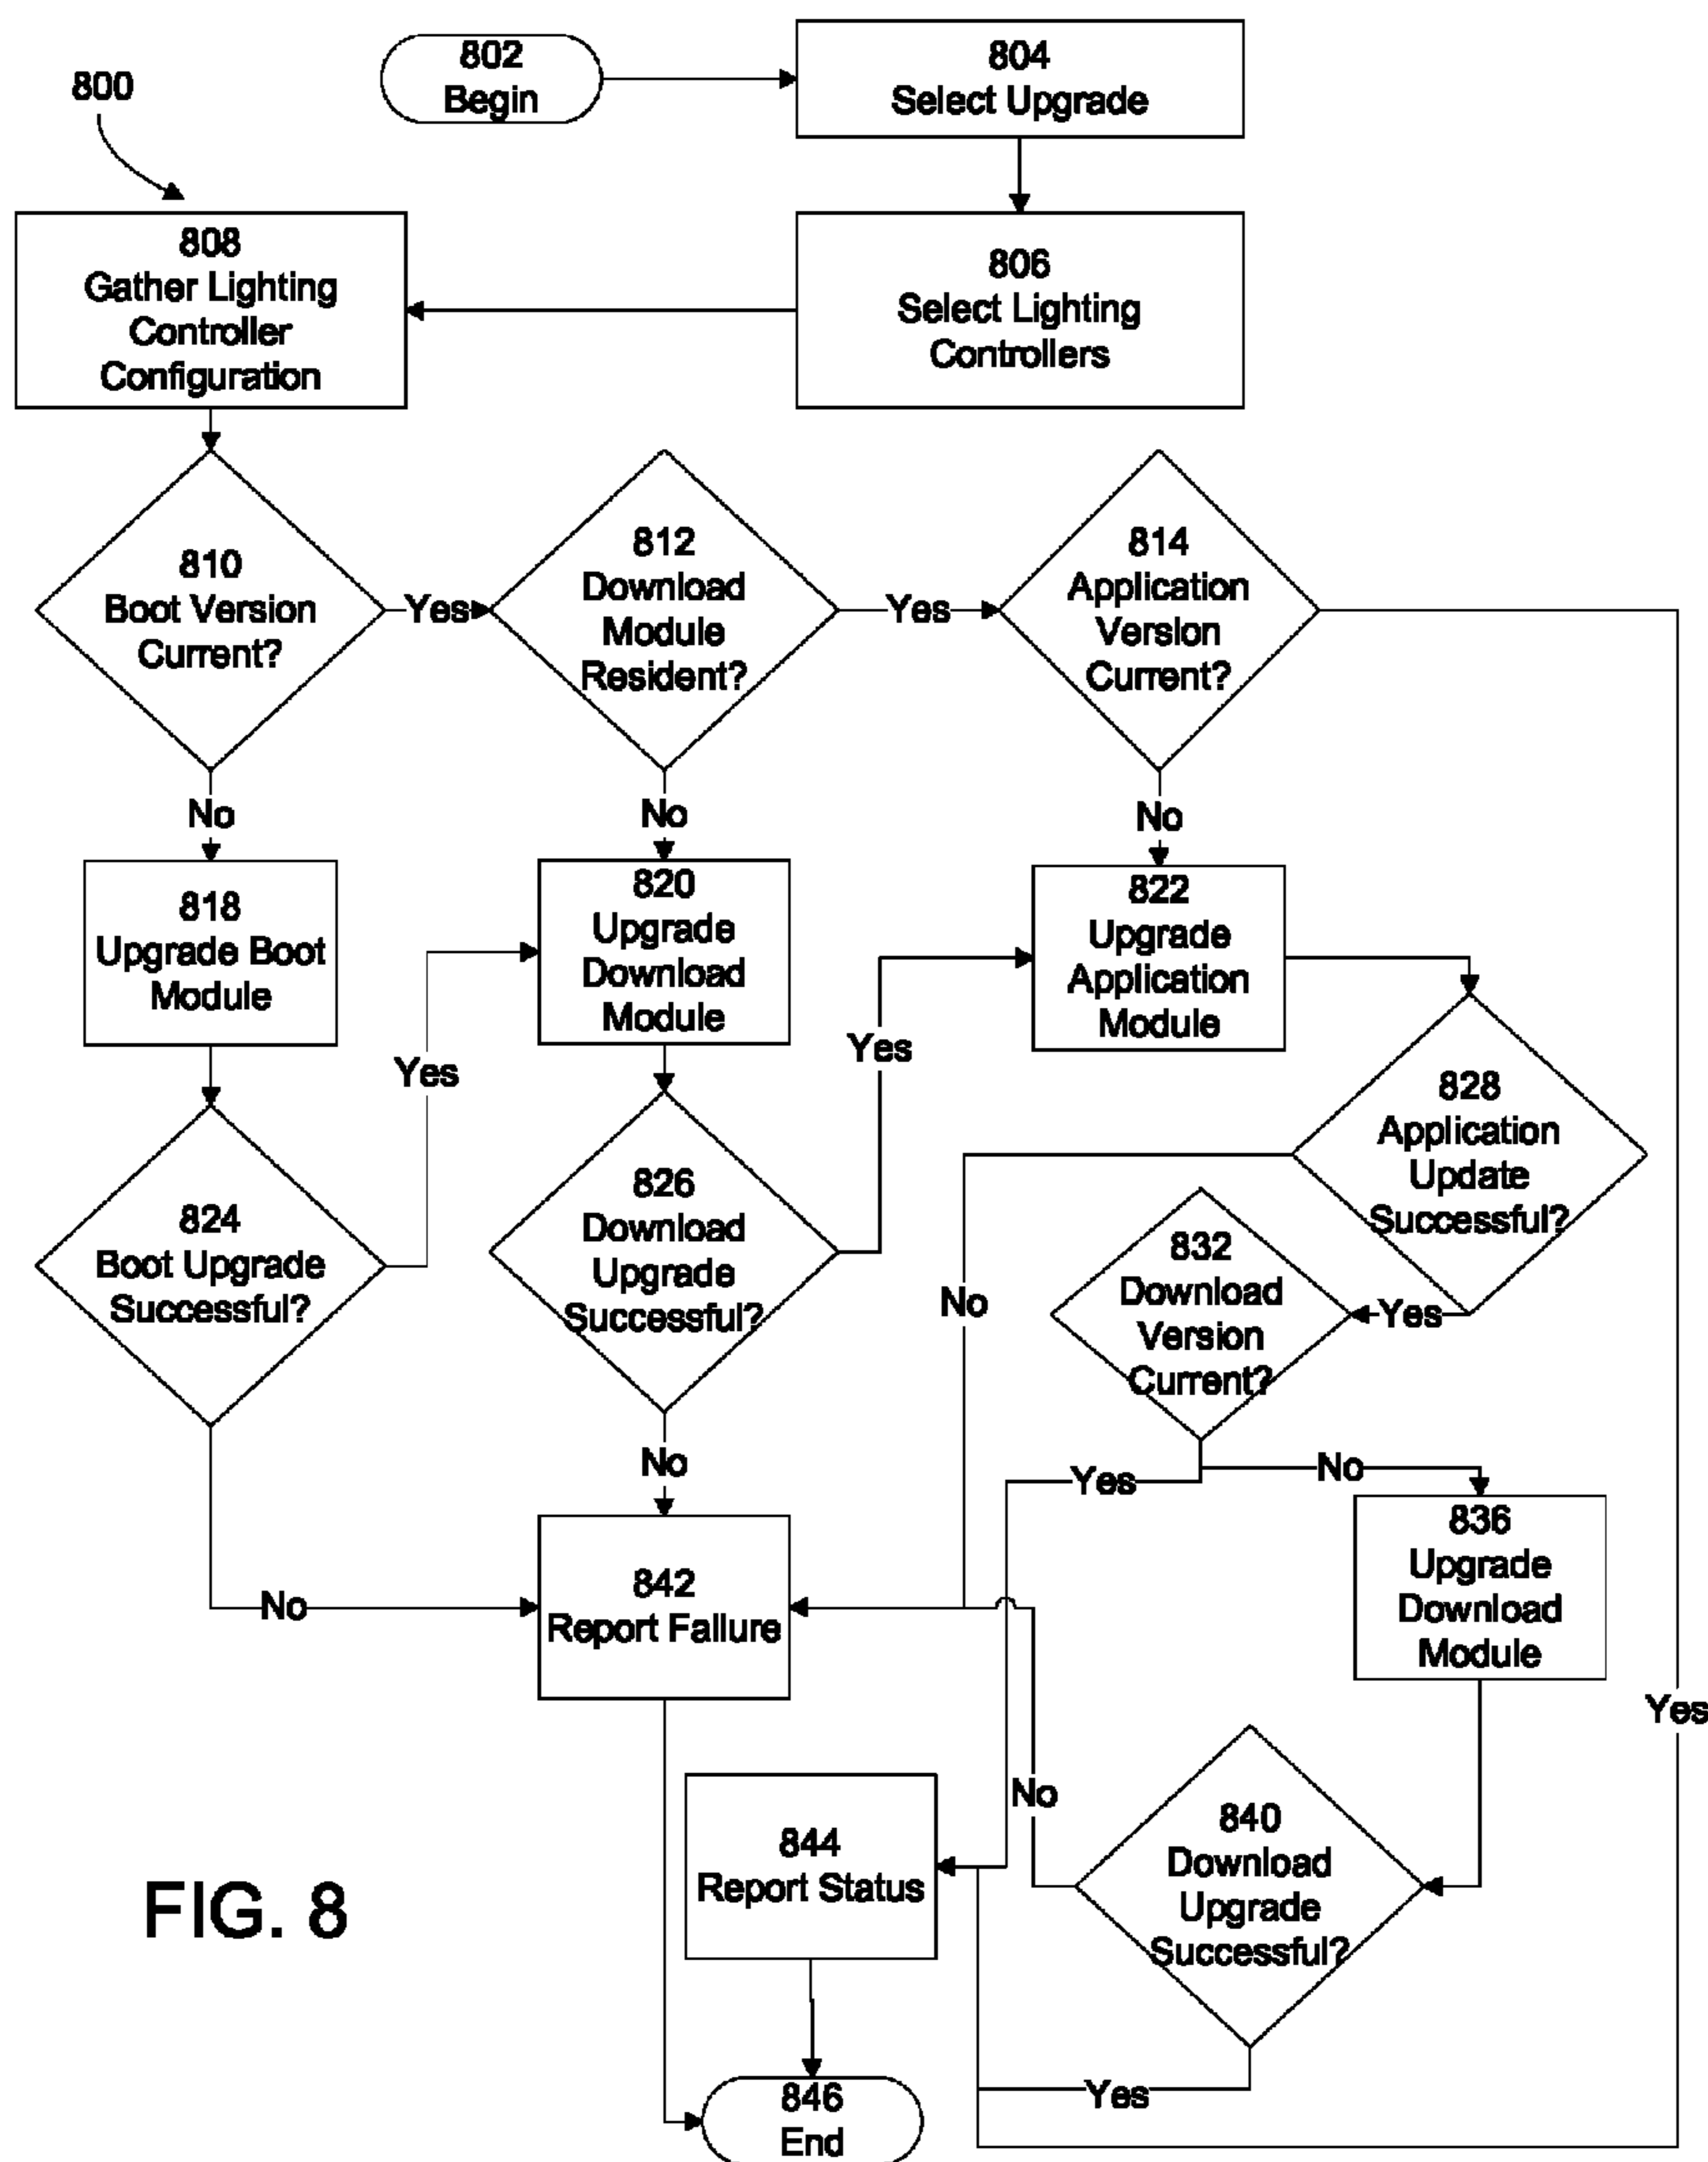 802
Begin
804
Select Upgrade
800
808
Gather Lighting
Controller
Configuration
806
Select Lighting
Controllers
810
Boot Version
Current?
Yes
812
Download
Module
Resident?
Yes
814
Application
Version
Current?
No
No
No
818
Upgrade Boot
Module
820
Upgrade
Download
Module
822
Upgrade
Application
Module
Yes
Yes
824
Boot Upgrade
Successful?
826
Download
Upgrade
Successful?
828
Application
Update
Successful?
832
Download
Version
Current?
Yes
No
No
Yes
No
836
Upgrade
Download
Module
No
842
Report Failure
Yes
No
844
Report Status
840
Download
Upgrade
Successful?
FIG. 8
Yes
846
End